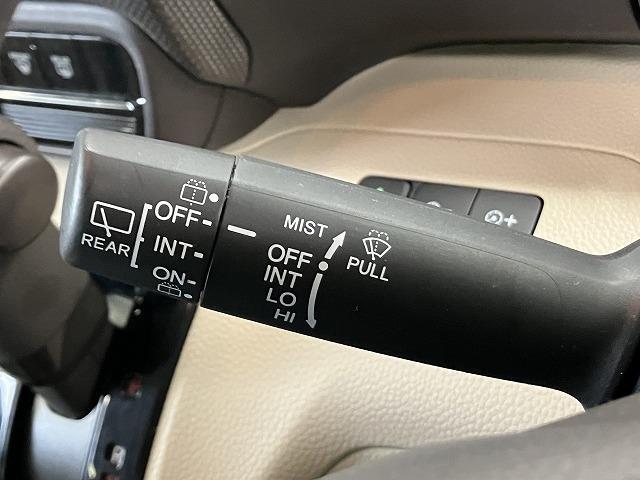 REAR
OFF
INT
ON
MIST
OFF
INT
LO
HI
PULL